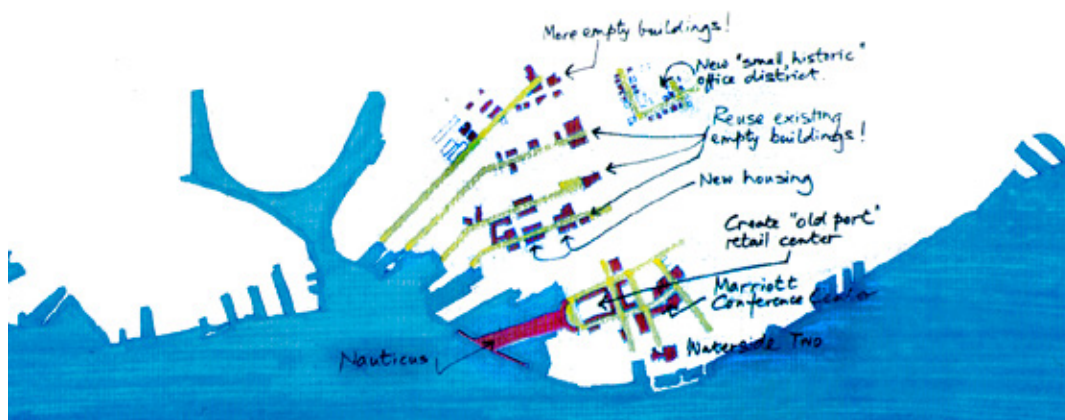 More empty buildings!
New "small, historic"
office district.
Reuse existing
empty buildings!
New housing
Create "old port"
retail center
Marriott
Conference Center
Nauticus
Waterside Two